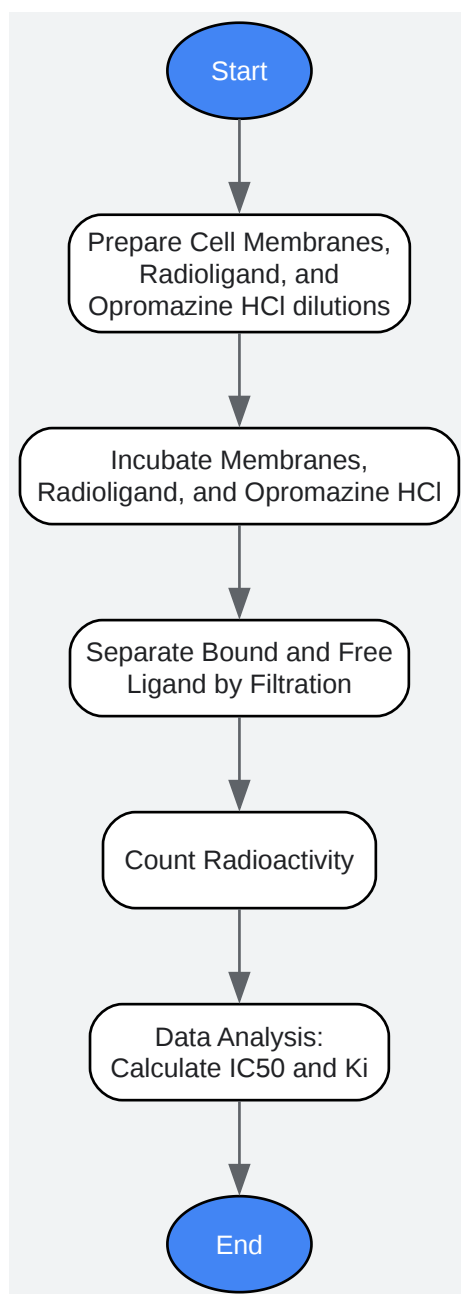 Start
Prepare Cell Membranes,
Radioligand, and
Opromazine HCl dilutions
Incubate Membranes,
Radioligand, and Opromazine HCl
Separate Bound and Free
Ligand by Filtration
Count Radioactivity
Data Analysis:
Calculate IC50 and Ki
End